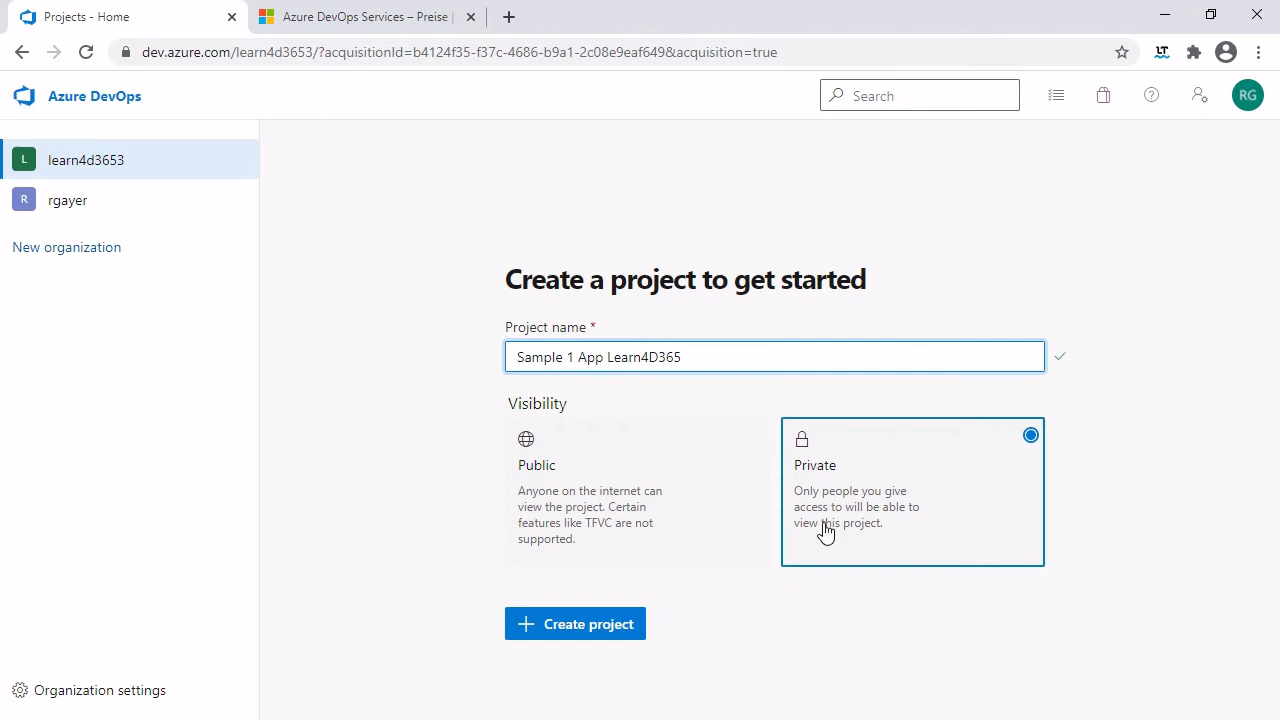 Projects - Home
Azure DevOps Services – Preise |
dev.azure.com/learn4d3653/?acquisitionId=b4124f35-f37c-4686-b9a1-2c08e9eaf649&acquisition=true
LT
Azure DevOps
Search
RG
L learn4d3653
R rgayer
New organization
Create a project to get started
Project name *
Sample 1 App Learn4D365
Visibility
Public
Anyone on the internet can
view the project. Certain
features like TFVC are not
supported.
Private
Only people you give
access to will be able to
view this project.
Create project
Organization settings